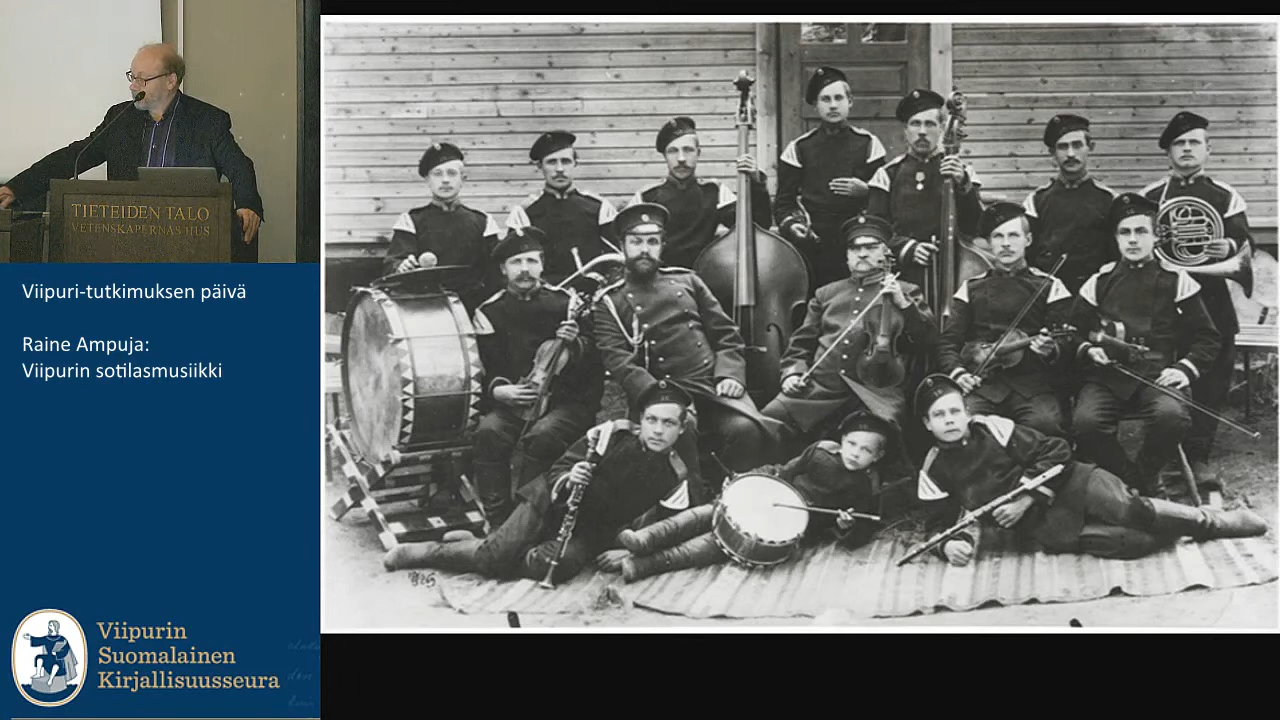 TIETEIDEN TALO
VETENSKAPERNAS HUS
Viipuri-tutkimuksen päivä
Raine Ampuja:
Viipurin sotilasmusiikki
Viipurin
Suomalainen
Kirjallisuusseura